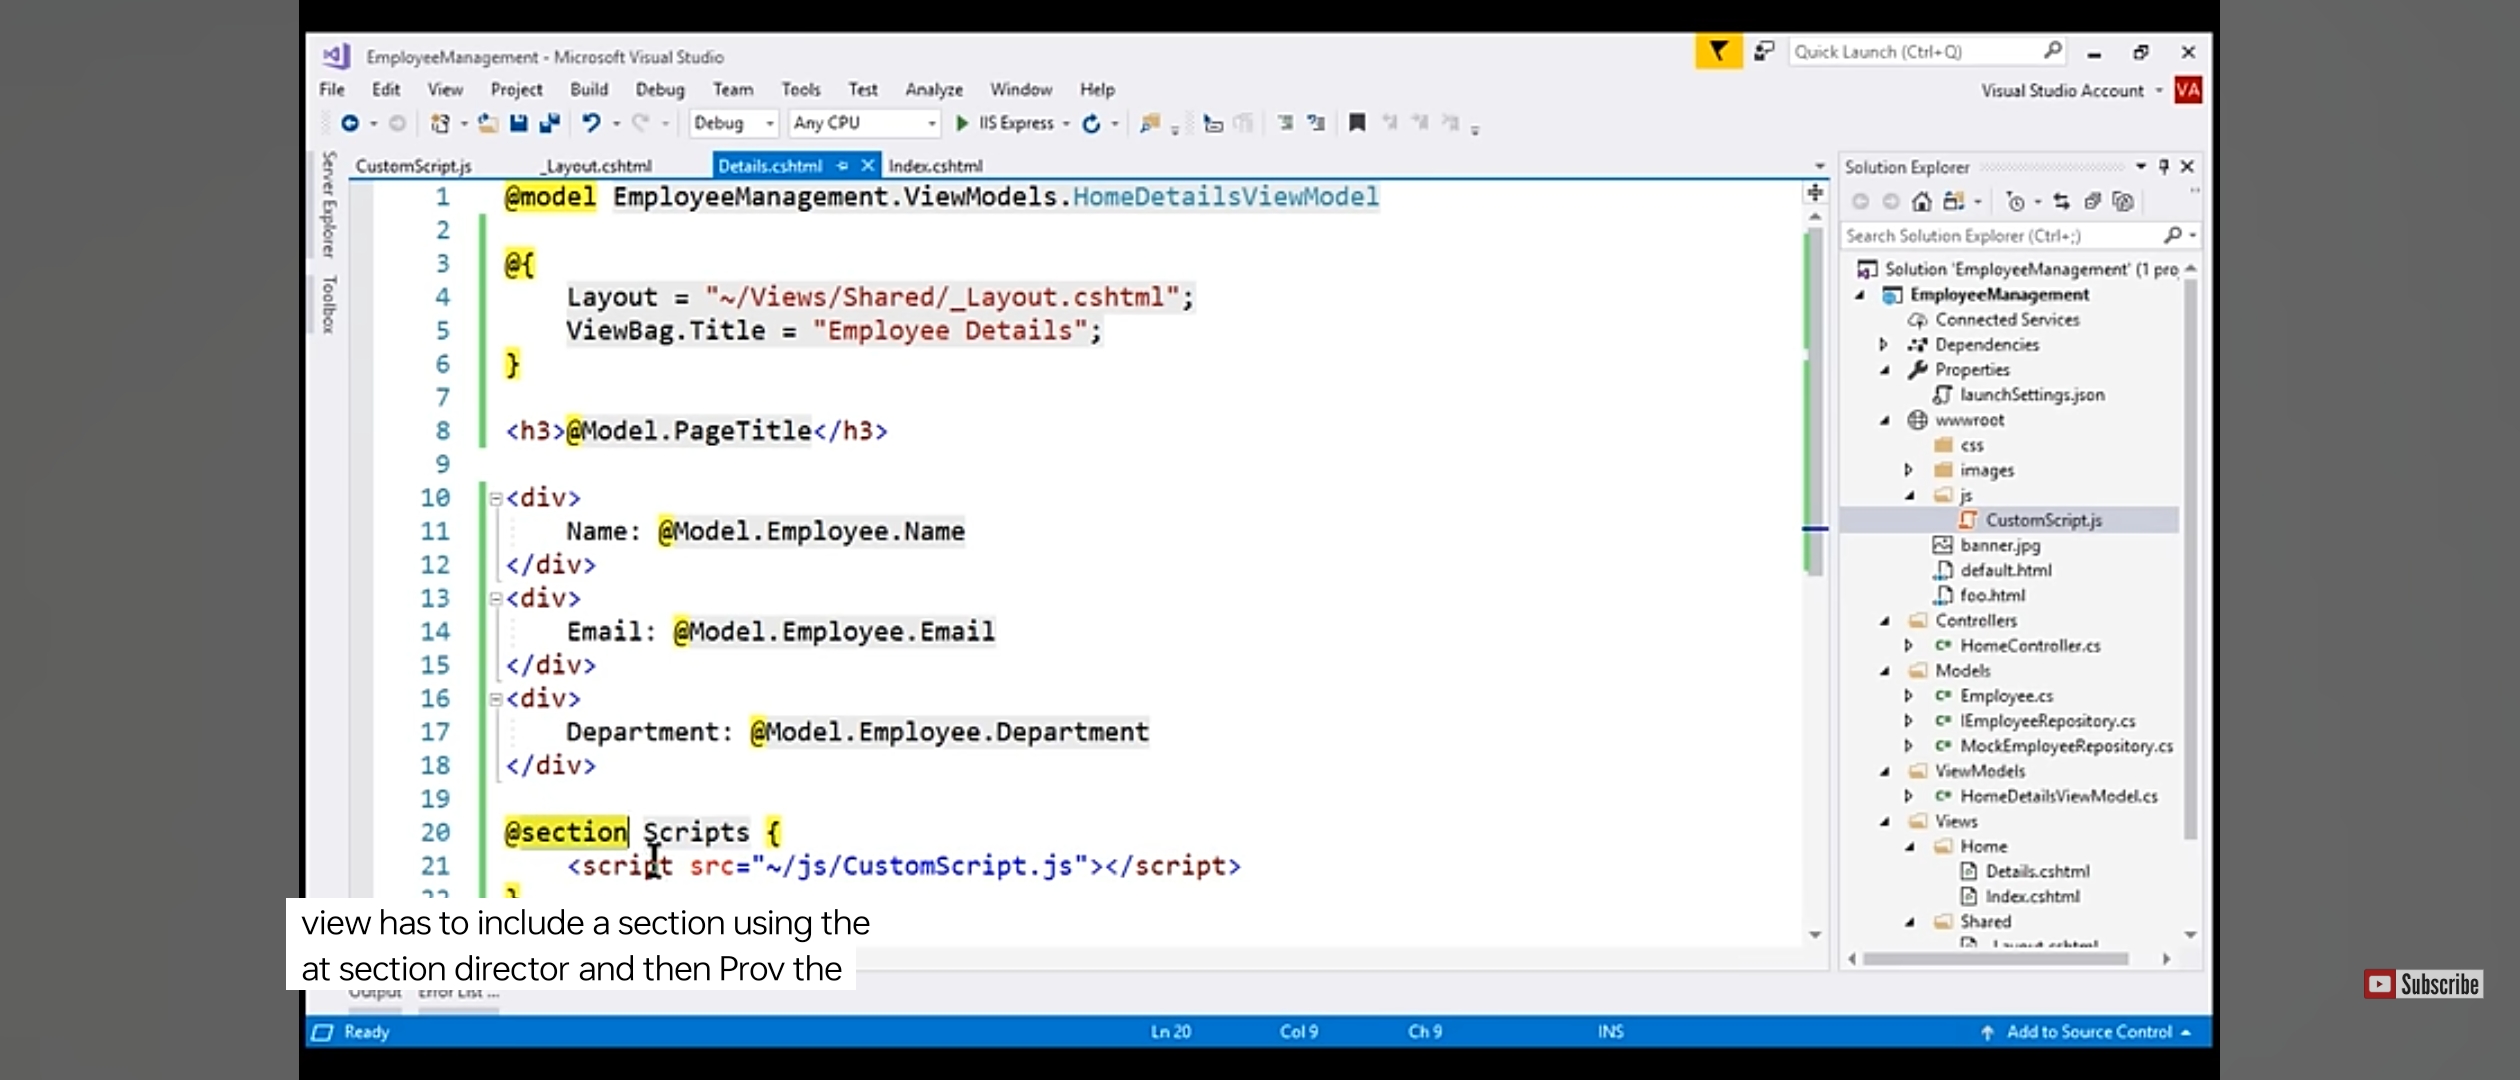 EmployeeManagement - Microsoft Visual Studio
Quick Launch (Ctrl+Q)
File Edit View Project Build Debug Team Tools Test Analyze Window Help
Visual Studio Account VA
Debug Any CPU IIS Express
Server Explorer
Toolbox
CustomScript.js _Layout.cshtml Details.cshtml Index.cshtml
1 @model EmployeeManagement.ViewModels.HomeDetailsViewModel
2
3 @{
4 Layout = "~/Views/Shared/_Layout.cshtml";
5 ViewBag.Title = "Employee Details";
6 }
7
8 <h3>@Model.PageTitle</h3>
9
10 <div>
11 Name: @Model.Employee.Name
12 </div>
13 <div>
14 Email: @Model.Employee.Email
15 </div>
16 <div>
17 Department: @Model.Employee.Department
18 </div>
19
20 @section Scripts {
21 <script src="~/js/CustomScript.js"></script>
Solution Explorer
Search Solution Explorer (Ctrl+;)
Solution 'EmployeeManagement' (1 pro
EmployeeManagement
Connected Services
Dependencies
Properties
launchSettings.json
wwwroot
css
images
js
CustomScript.js
banner.jpg
default.html
foo.html
Controllers
C# HomeController.cs
Models
C# Employee.cs
C# IEmployeeRepository.cs
C# MockEmployeeRepository.cs
ViewModels
C# HomeDetailsViewModel.cs
Views
Home
Details.cshtml
Index.cshtml
Shared
view has to include a section using the
at section director and then Prov the
Subscribe
Ready Ln 20 Col 9 Ch 9 INS Add to Source Control